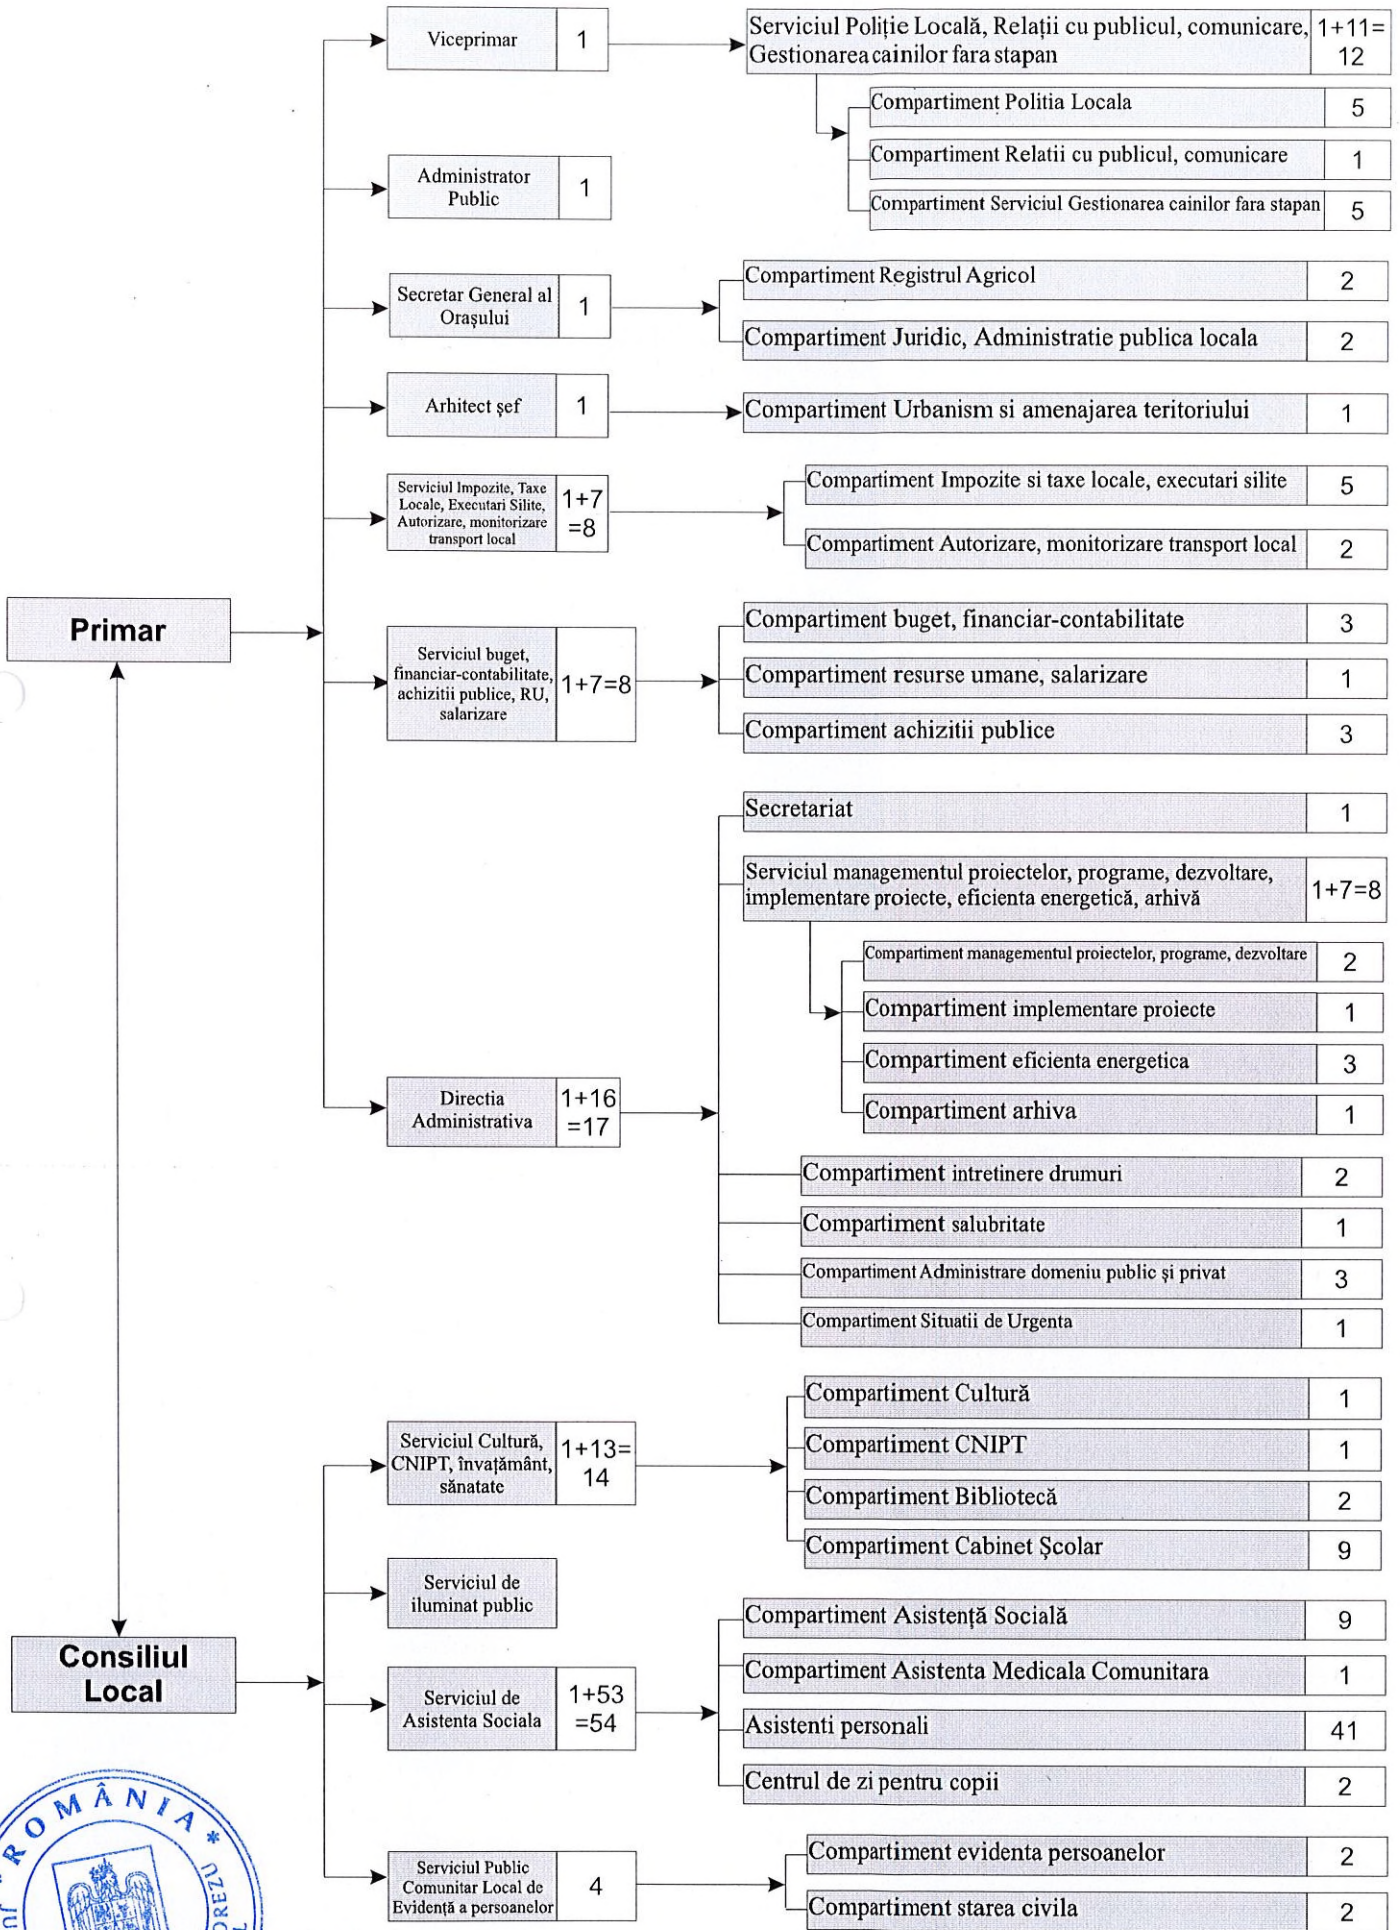 Viceprimar
1
Serviciul Poliție Locală, Relații cu publicul, comunicare,
Gestionarea cainilor fara stapan
1+11=
12
Compartiment Politia Locala
5
Compartiment Relatii cu publicul, comunicare
1
Compartiment Serviciul Gestionarea cainilor fara stapan
5
Administrator
Public
1
Secretar General al
Orașului
1
Compartiment Registrul Agricol
2
Compartiment Juridic, Administratie publica locala
2
Arhitect șef
1
Compartiment Urbanism si amenajarea teritoriului
1
Serviciul Impozite, Taxe
Locale, Executari Silite,
Autorizare, monitorizare
transport local
1+7
=8
Compartiment Impozite si taxe locale, executari silite
5
Compartiment Autorizare, monitorizare transport local
2
Primar
Serviciul buget,
financiar-contabilitate,
achizitii publice, RU,
salarizare
1+7=8
Compartiment buget, financiar-contabilitate
3
Compartiment resurse umane, salarizare
1
Compartiment achizitii publice
3
Directia
Administrativa
1+16
=17
Secretariat
1
Serviciul managementul proiectelor, programe, dezvoltare,
implementare proiecte, eficienta energetică, arhivă
1+7=8
Compartiment managementul proiectelor, programe, dezvoltare
2
Compartiment implementare proiecte
1
Compartiment eficienta energetica
3
Compartiment arhiva
1
Compartiment intretinere drumuri
2
Compartiment salubritate
1
Compartiment Administrare domeniu public și privat
3
Compartiment Situatii de Urgenta
1
Consiliul
Local
Serviciul Cultură,
CNIPT, învațământ,
sănatate
1+13=
14
Compartiment Cultură
1
Compartiment CNIPT
1
Compartiment Bibliotecă
2
Compartiment Cabinet Școlar
9
Serviciul de
iluminat public
Serviciul de
Asistenta Sociala
1+53
=54
Compartiment Asistență Socială
9
Compartiment Asistenta Medicala Comunitara
1
Asistenti personali
41
Centrul de zi pentru copii
2
Serviciul Public
Comunitar Local de
Evidență a persoanelor
4
Compartiment evidenta persoanelor
2
Compartiment starea civila
2
* ROMÂNIA *